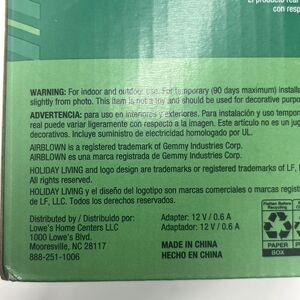 El producto real
con resp
WARNING: For indoor and outdoor use. For temporary (90 days maximum) installa
slightly from photo. This item is not a toy and should be used for decorative purpo
ADVERTENCIA: para uso en interiores y exteriores. Para instalación y uso tempora
real puede variar ligeramente con respecto a la imagen. Este artículo no es un jug
decorativos. Incluye suministro de electricidad homologado por UL.
AIRBLOWN is a registered trademark of Gemmy Industries Corp.
AIRBLOWN es una marca registrada de Gemmy Industries Corp.
HOLIDAY LIVING and logo design are trademarks or registered trademarks of LF,
All rights reserved.
HOLIDAY LIVING y el diseño del logotipo son marcas comerciales o marcas regist
de LF, LLC. Todos los derechos reservados.
Distributed by / Distribuido por:
Lowe's Home Centers LLC
1000 Lowe's Blvd.
Mooresville, NC 28117
888-251-1006
Adapter: 12 V / 0.6 A
Adaptador: 12 V / 0.6 A
MADE IN CHINA
HECHO EN CHINA
Flatten Before
Recycling
PAPER
BOX